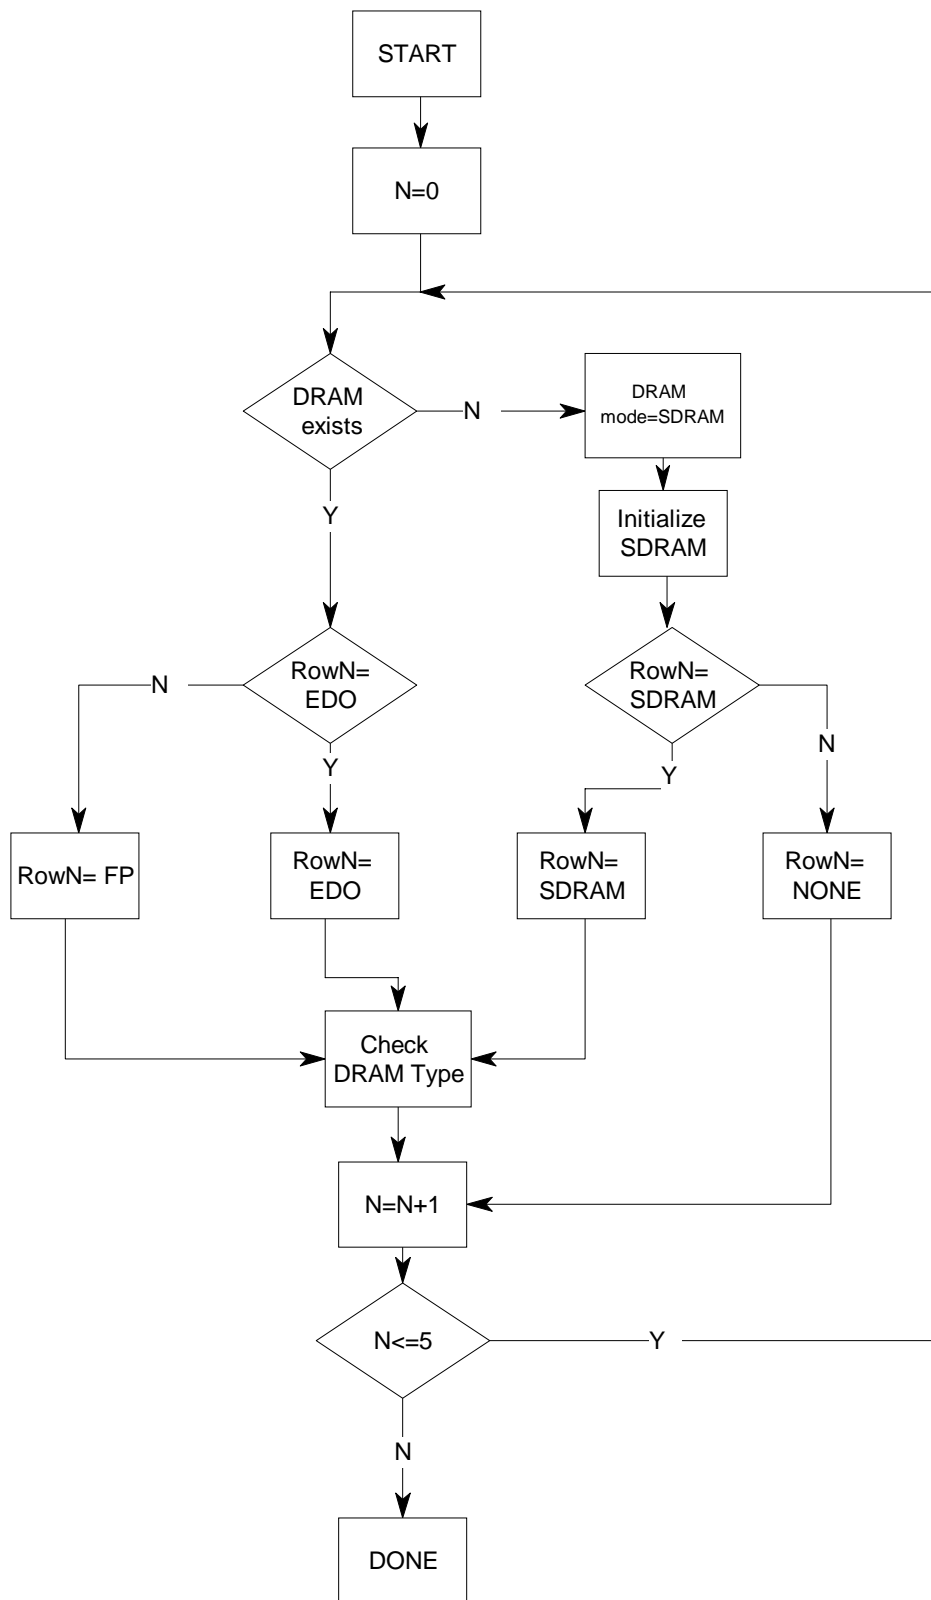 START
N=0
DRAM
exists
N
DRAM
mode=SDRAM
Y
Initialize
SDRAM
N
RowN=
EDO
RowN=
SDRAM
N
Y
Y
RowN= FP
RowN=
EDO
RowN=
SDRAM
RowN=
NONE
Check
DRAM Type
N=N+1
N<=5
Y
N
DONE